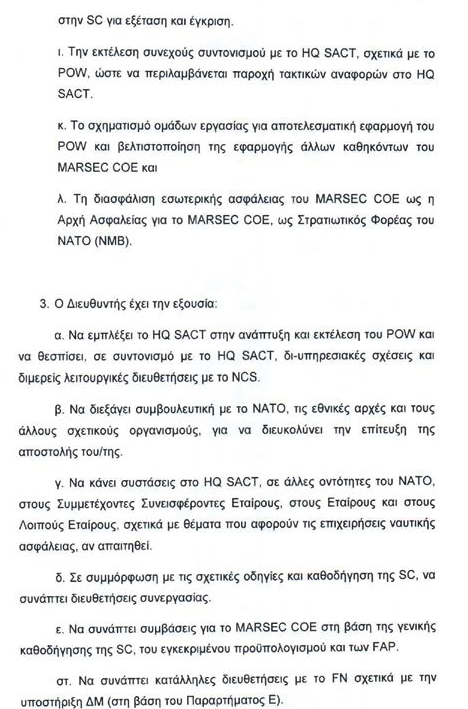 στην SC για εξέταση και έγκριση.
ι. Την εκτέλεση συνεχούς συντονισμού με το HQ SACT, σχετικά με το
POW, ώστε να περιλαμβάνεται παροχή τακτικών αναφορών στο HQ
SACT.
κ. Το σχηματισμό ομάδων εργασίας για αποτελεσματική εφαρμογή του
POW και βελτιστοποίηση της εφαρμογής άλλων καθηκόντων του
MARSEC COE και
λ. Τη διασφάλιση εσωτερικής ασφάλειας του MARSEC COE ως η
Αρχή Ασφαλείας για το MARSEC COE, ως Στρατιωτικός Φορέας του
ΝΑΤΟ (NMB).
3. Ο Διευθυντής έχει την εξουσία:
α. Να εμπλέξει το HQ SACT στην ανάπτυξη και εκτέλεση του POW και
να θεσπίσει, σε συντονισμό με το HQ SACT, δι-υπηρεσιακές σχέσεις και
διμερείς λειτουργικές διευθετήσεις με το NCS.
β. Να διεξάγει συμβουλευτική με το ΝΑΤΟ, τις εθνικές αρχές και τους
άλλους σχετικούς οργανισμούς, για να διευκολύνει την επίτευξη της
αποστολής του/της.
γ. Να κάνει συστάσεις στο HQ SACT, σε άλλες οντότητες του ΝΑΤΟ,
στους Συμμετέχοντες Συνεισφέροντες Εταίρους, στους Εταίρους και στους
Λοιπούς Εταίρους, σχετικά με θέματα που αφορούν τις επιχειρήσεις ναυτικής
ασφάλειας, αν απαιτηθεί.
δ. Σε συμμόρφωση με τις σχετικές οδηγίες και καθοδήγηση της SC, να
συνάπτει διευθετήσεις συνεργασίας.
ε. Να συνάπτει συμβάσεις για το MARSEC COE στη βάση της γενικής
καθοδήγησης της SC, του εγκεκριμένου προϋπολογισμού και των FAP.
στ. Να συνάπτει κατάλληλες διευθετήσεις με το FN σχετικά με την
υποστήριξη ΔΜ (στη βάση του Παραρτήματος Ε).